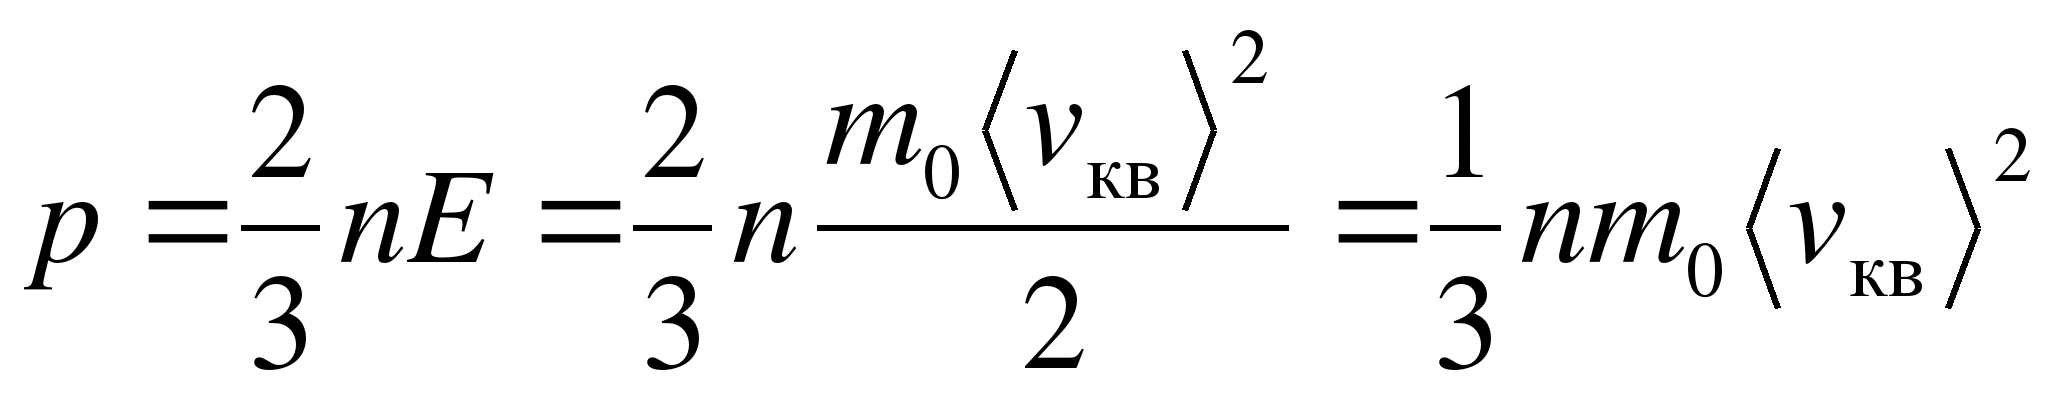 p = 2/3 nE = 2/3 n m₀⟨v_кв⟩²/2 = 1/3 nm₀⟨v_кв⟩²